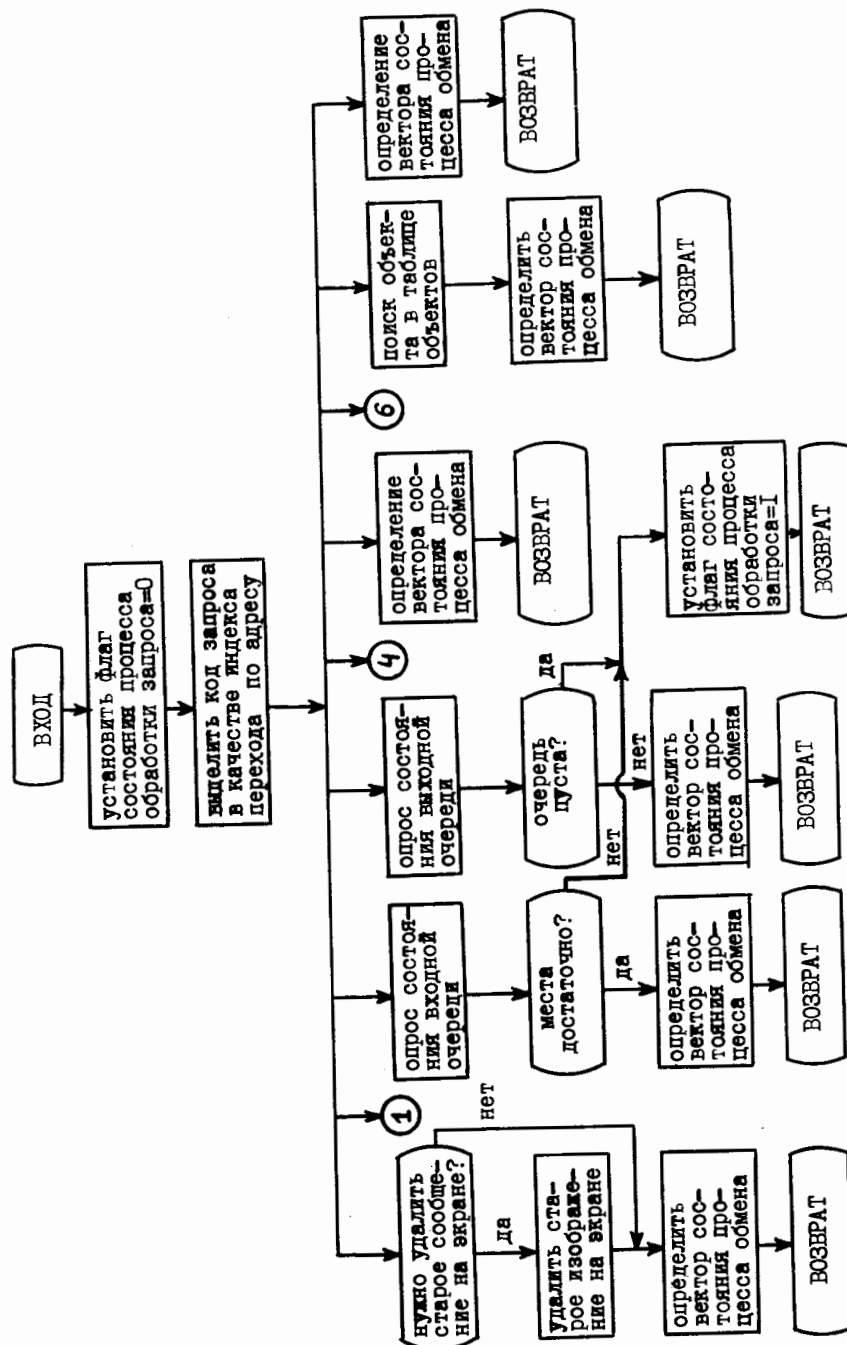 ВХОД
установить флаг
состояния процесса
обработки запроса=0
выделить код запроса
в качестве индекса
перехода по адресу
нужно удалить
старое сообще-
ние на экране?
да
нет
удалить ста-
рое изображе-
ние на экране
определить
вектор сос-
тояния про-
цесса обмена
ВОЗВРАТ
1
опрос состоя-
ния входной
очереди
места
достаточно?
да
нет
определить
вектор сос-
тояния про-
цесса обмена
ВОЗВРАТ
опрос состоя-
ния выходной
очереди
очередь
пуста?
да
нет
определить
вектор сос-
тояния про-
цесса обмена
ВОЗВРАТ
4
определение
вектора сос-
тояния про-
цесса обмена
ВОЗВРАТ
установить
флаг состо-
яния процесса
обработки
запроса=I
ВОЗВРАТ
6
поиск объек-
та в таблице
объектов
определить
вектор сос-
тояния про-
цесса обмена
ВОЗВРАТ
определение
вектора сос-
тояния про-
цесса обмена
ВОЗВРАТ